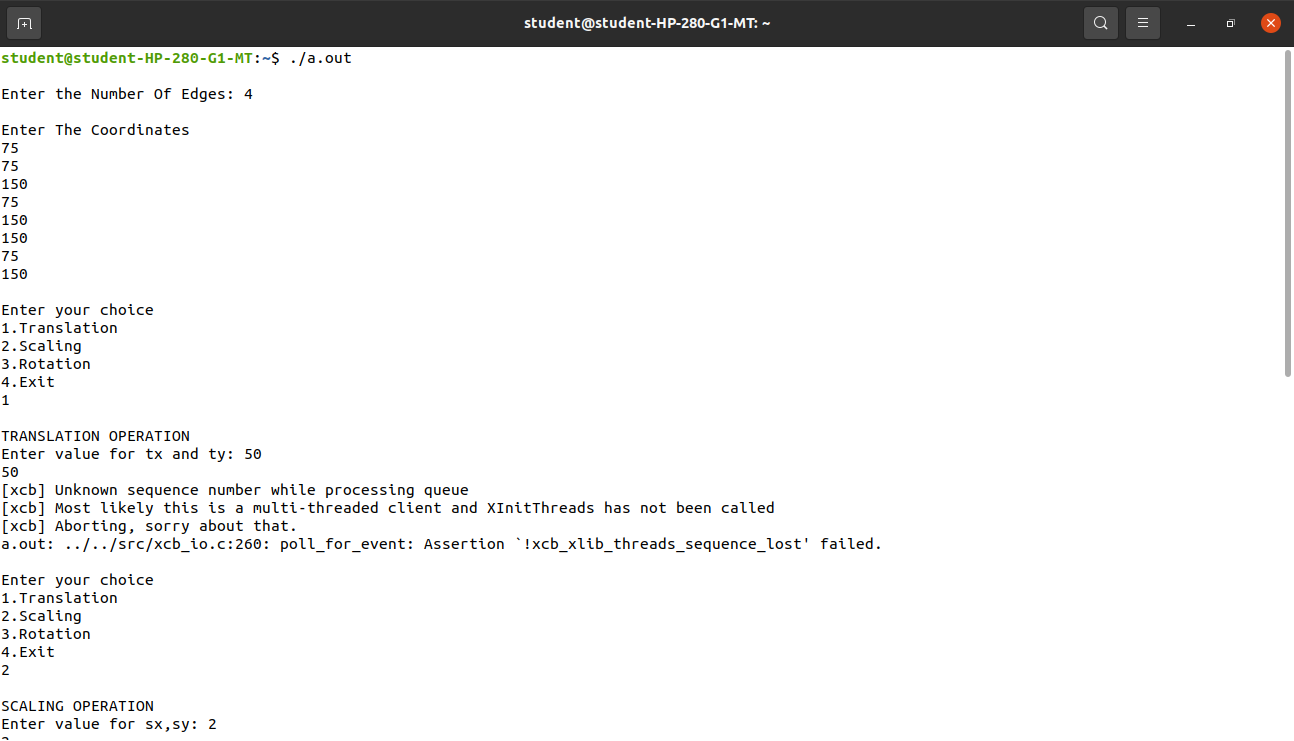 student@student-HP-280-G1-MT: ~
student@student-HP-280-G1-MT:~$ ./a.out
Enter the Number Of Edges: 4
Enter The Coordinates
75
75
150
75
150
150
75
150
Enter your choice
1.Translation
2.Scaling
3.Rotation
4.Exit
1
TRANSLATION OPERATION
Enter value for tx and ty: 50
50
[xcb] Unknown sequence number while processing queue
[xcb] Most likely this is a multi-threaded client and XInitThreads has not been called
[xcb] Aborting, sorry about that.
a.out: ../../src/xcb_io.c:260: poll_for_event: Assertion `!xcb_xlib_threads_sequence_lost' failed.
Enter your choice
1.Translation
2.Scaling
3.Rotation
4.Exit
2
SCALING OPERATION
Enter value for sx,sy: 2